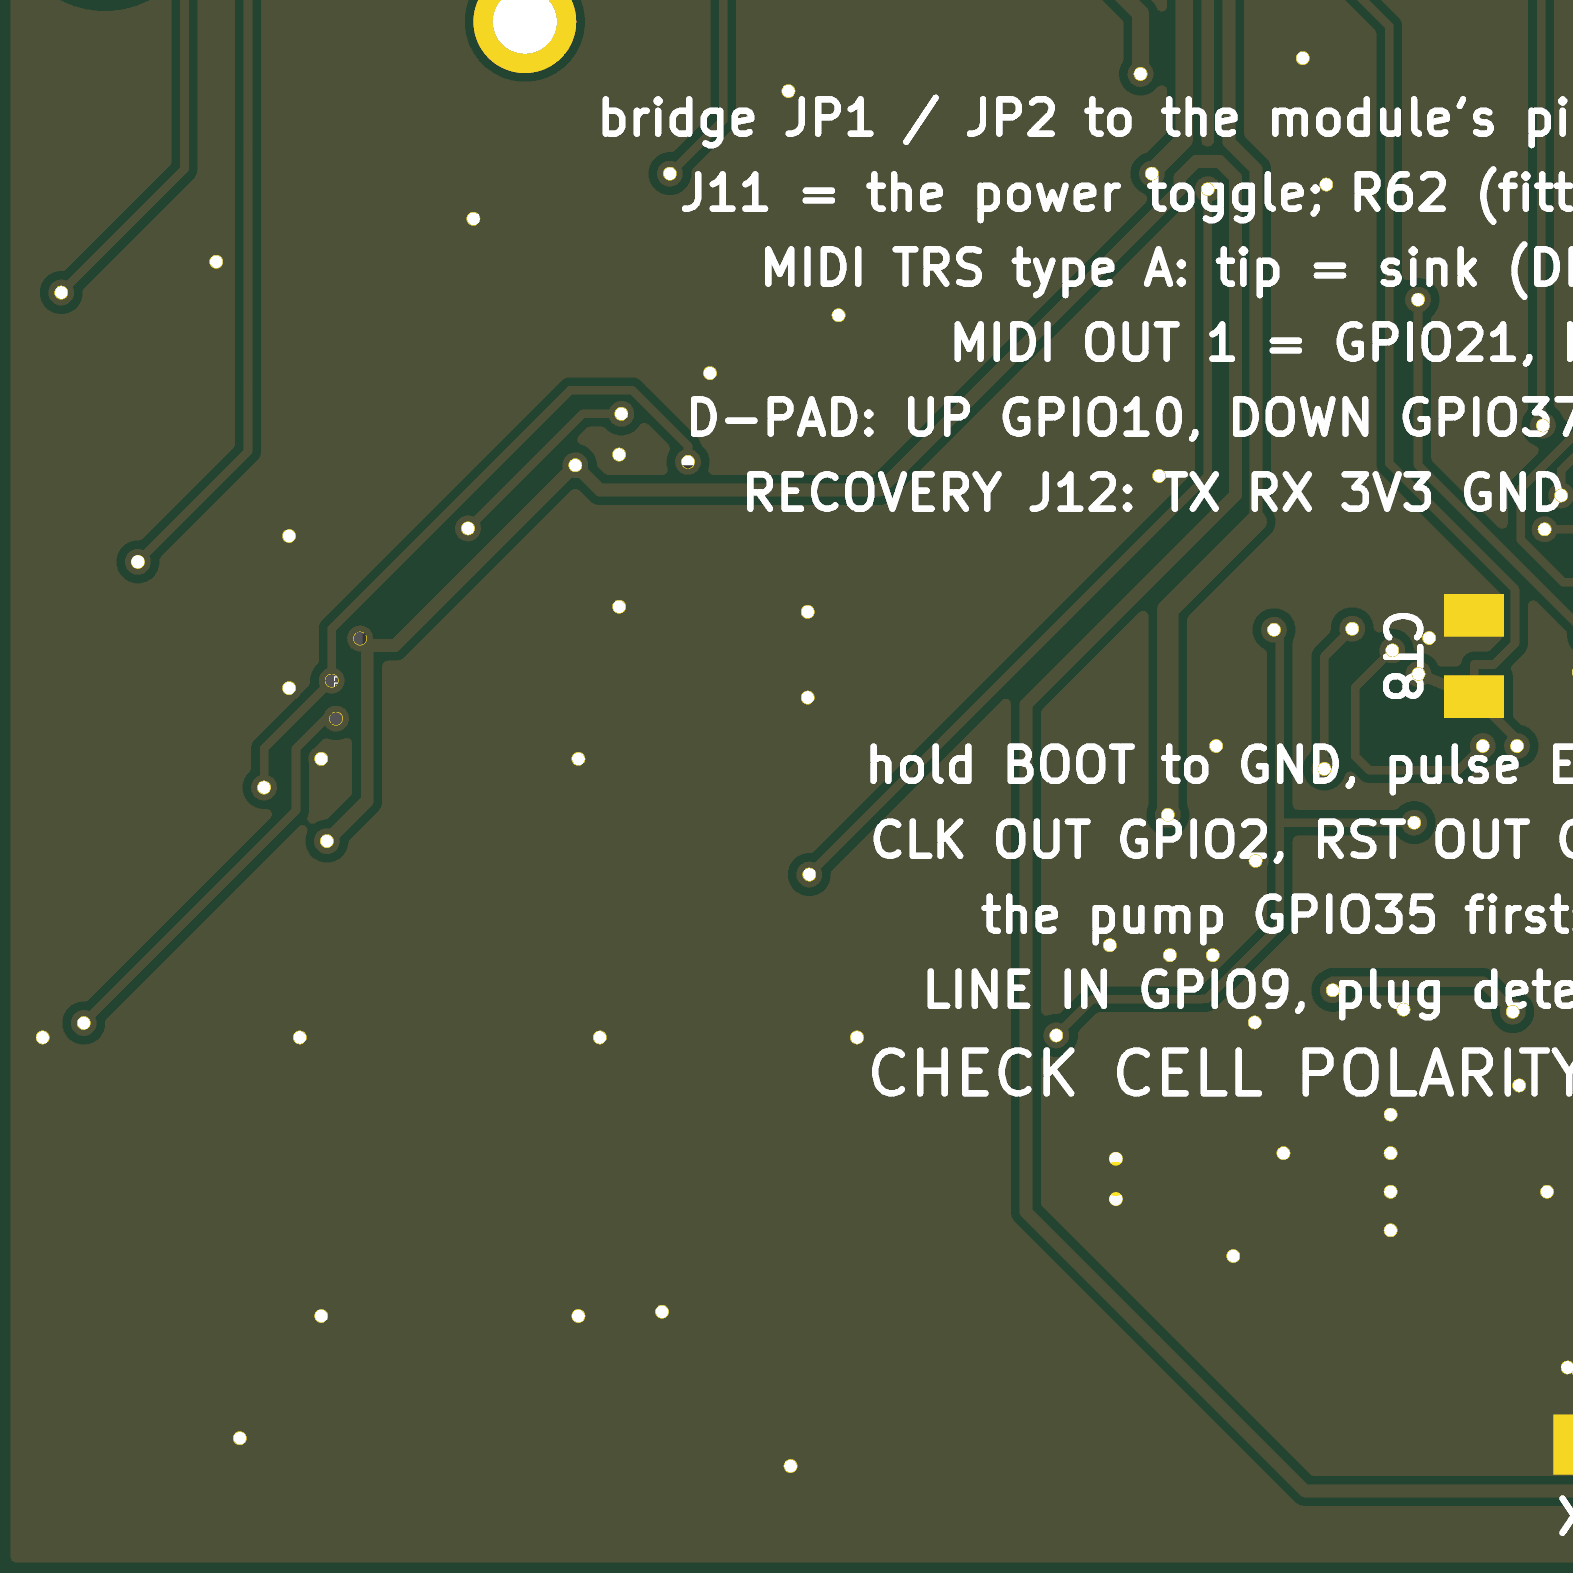 bridge JP1 / JP2 to the module's pi
J11 = the power toggle; R62 (fitt
MIDI TRS type A: tip = sink (DI
MIDI OUT 1 = GPIO21,
D-PAD: UP GPIO10, DOWN GPIO37
RECOVERY J12: TX RX 3V3 GND
CT8
hold BOOT to GND, pulse E
CLK OUT GPIO2, RST OUT
the pump GPIO35 first
LINE IN GPIO9, plug dete
CHECK CELL POLARITY